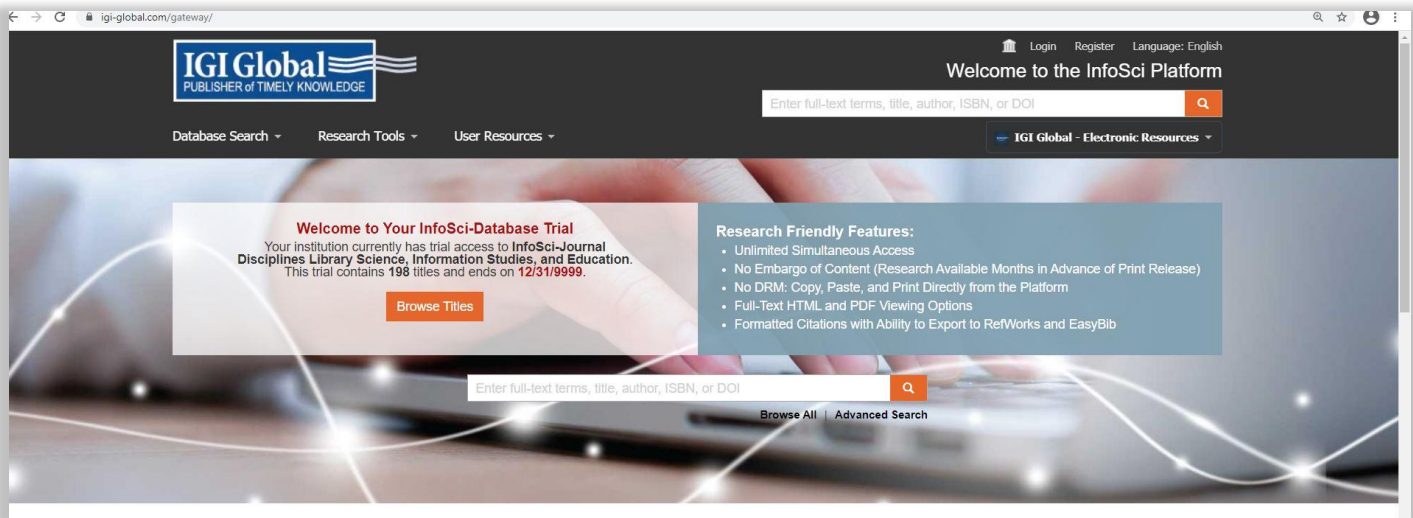 igi-global.com/gateway/
IGI Global
PUBLISHER of TIMELY KNOWLEDGE
Login Register Language: English
Welcome to the InfoSci Platform
Enter full-text terms, title, author, ISBN, or DOI
Database Search Research Tools User Resources
IGI Global - Electronic Resources
Welcome to Your InfoSci-Database Trial
Your institution currently has trial access to InfoSci-Journal
Disciplines Library Science, Information Studies, and Education.
This trial contains 198 titles and ends on 12/31/9999.
Browse Titles
Research Friendly Features:
• Unlimited Simultaneous Access
• No Embargo of Content (Research Available Months in Advance of Print Release)
• No DRM: Copy, Paste, and Print Directly from the Platform
• Full-Text HTML and PDF Viewing Options
• Formatted Citations with Ability to Export to RefWorks and EasyBib
Enter full-text terms, title, author, ISBN, or DOI
Browse All | Advanced Search